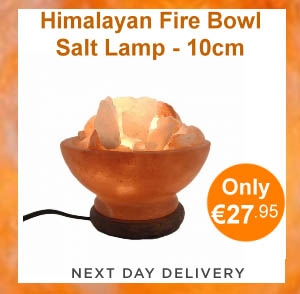 Himalayan Fire Bowl
Salt Lamp - 10cm
Only
€27.95
NEXT DAY DELIVERY